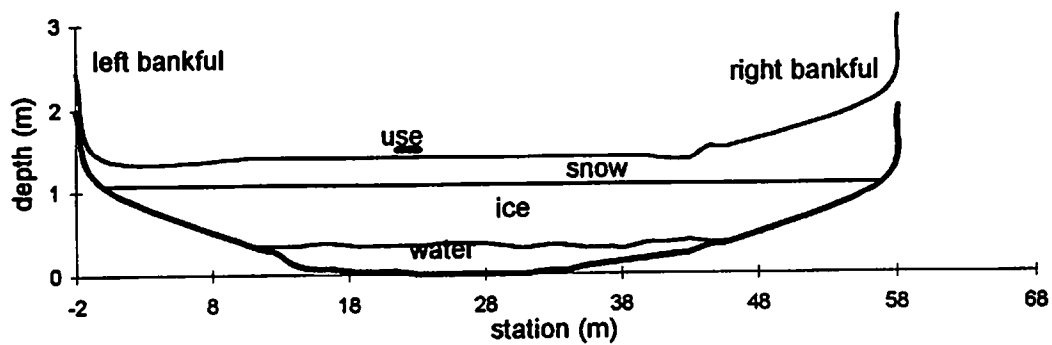 3
left bankful
right bankful
2
use
snow
1
ice
water
0
-2 8 18 28 38 48 58 68
station (m)
depth (m)